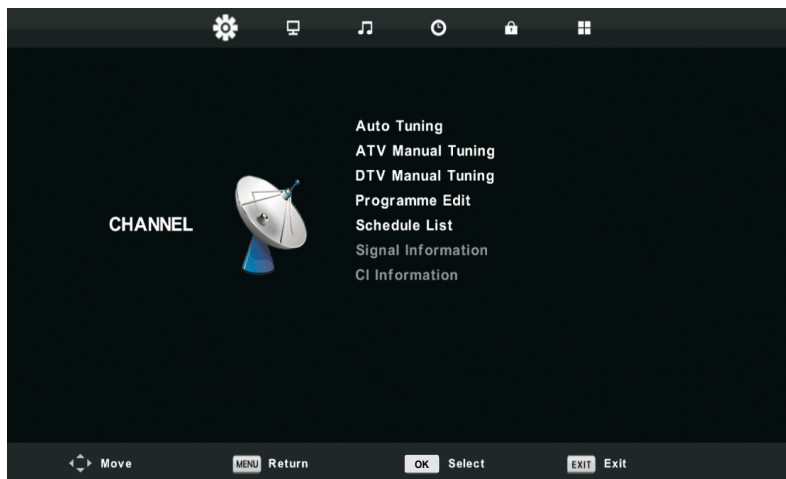 Auto Tuning
ATV Manual Tuning
DTV Manual Tuning
Programme Edit
CHANNEL
Schedule List
Signal Information
CI Information
Move
MENU Return
OK Select
EXIT Exit